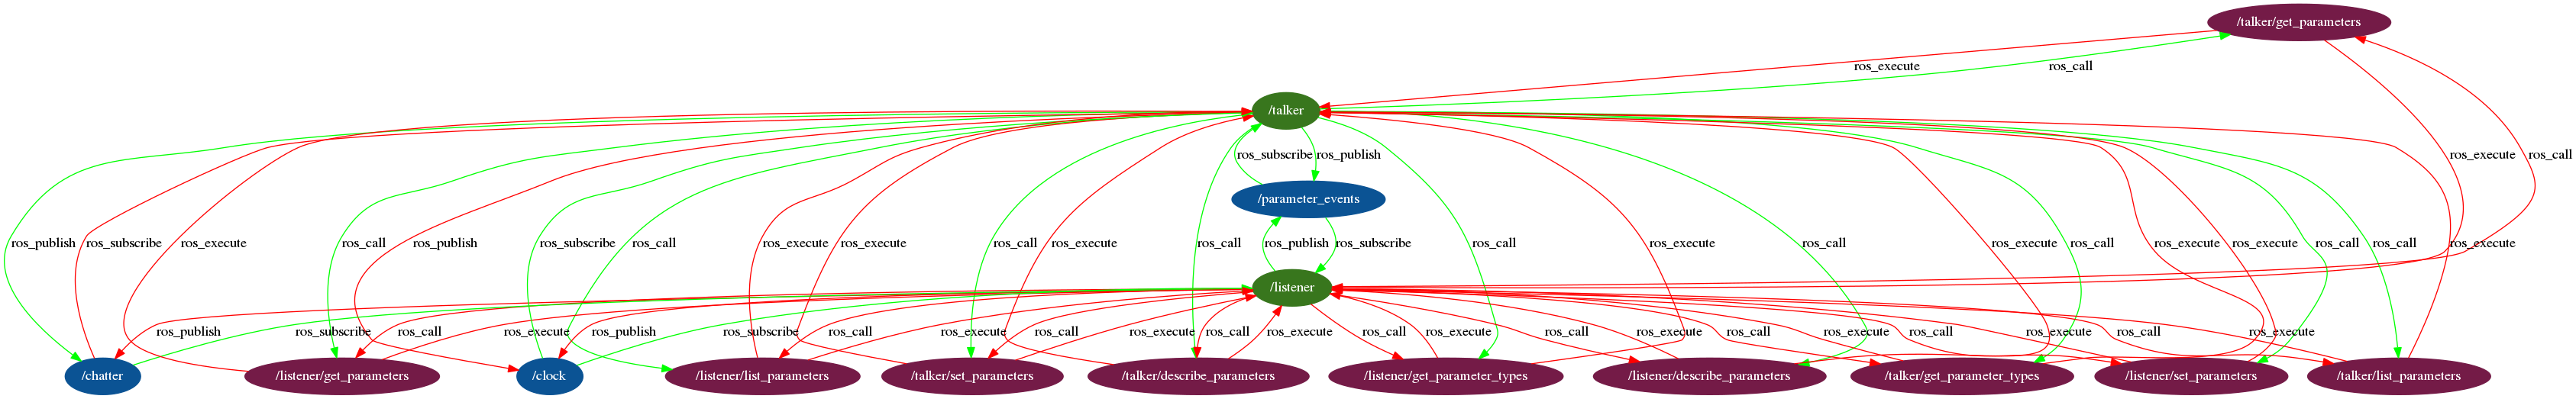 /talker/get_parameters
ros_execute
ros_call
/talker
ros_subscribe
ros_publish
ros_execute
ros_call
/parameter_events
ros_publish
ros_subscribe
ros_execute
ros_call
ros_publish
ros_subscribe
ros_call
ros_execute
ros_execute
ros_call
ros_execute
ros_call
ros_publish
ros_subscribe
ros_call
ros_execute
ros_call
ros_execute
ros_call
ros_execute
ros_execute
ros_call
ros_call
ros_execute
/listener
ros_publish
ros_subscribe
ros_call
ros_execute
ros_publish
ros_subscribe
ros_call
ros_execute
ros_call
ros_execute
ros_call
ros_execute
ros_call
ros_execute
ros_call
ros_execute
ros_call
ros_execute
ros_call
ros_execute
ros_call
ros_execute
/chatter
/listener/get_parameters
/clock
/listener/list_parameters
/talker/set_parameters
/talker/describe_parameters
/listener/get_parameter_types
/listener/describe_parameters
/talker/get_parameter_types
/listener/set_parameters
/talker/list_parameters